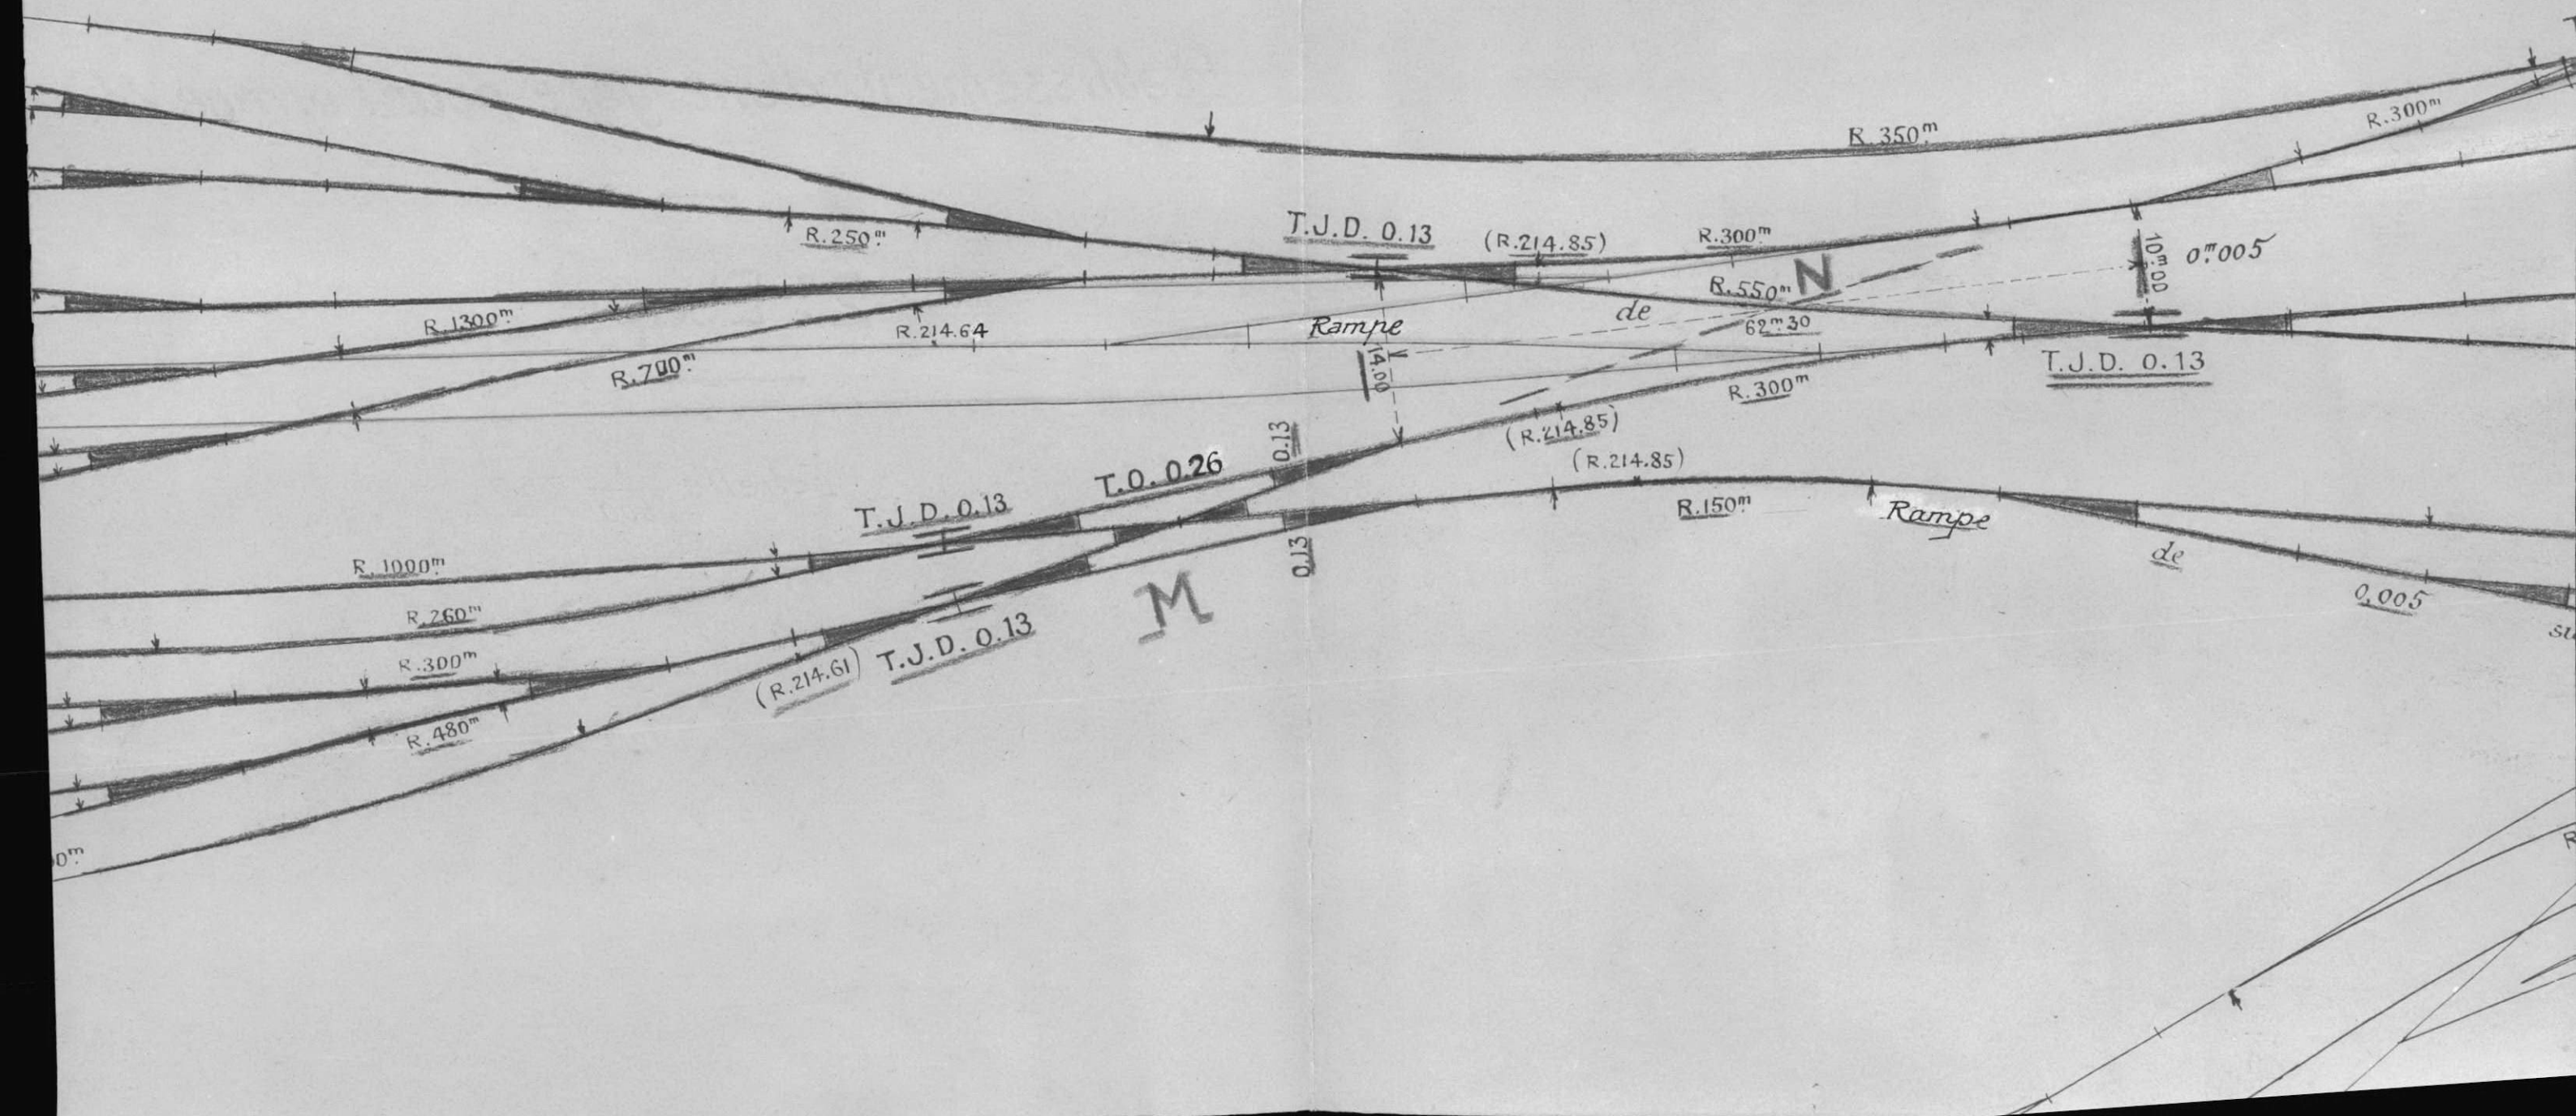 R.350ᵐ
R.300ᵐ
T.J.D. 0.13
(R.214.85)
R.300ᵐ
R.250ᵐ
10ᵐ00
0ᵐ005
N
R.550ᵐ
de
62ᵐ30
Rampe
R.1300ᵐ
R.214.64
14.00
R.700ᵐ
T.J.D. 0.13
R.300ᵐ
(R.214.85)
0.13
T.O. 0.26
(R.214.85)
R.150ᵐ
Rampe
de
0,005
T.J.D. 0.13
0.13
R.1000ᵐ
R.260ᵐ
M
R.300ᵐ
T.J.D. 0.13
(R.214.61)
R.480ᵐ
0ᵐ
su
R